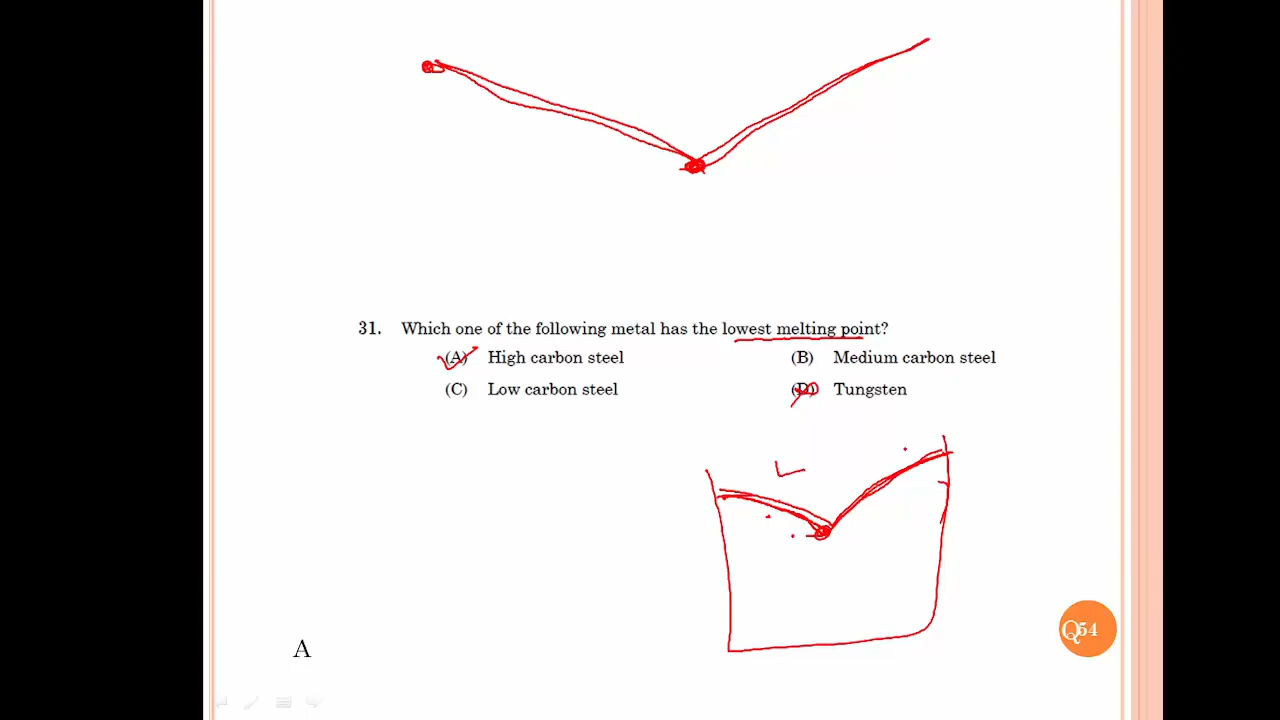 31. Which one of the following metal has the lowest melting point?
(A) High carbon steel (B) Medium carbon steel
(C) Low carbon steel (D) Tungsten
A
Q54